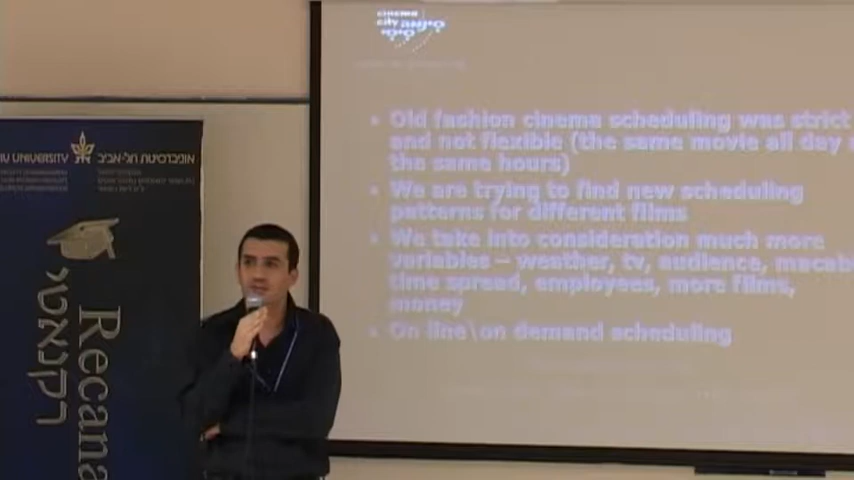 cinema
city סינמה
סיטי
Old fashion cinema scheduling was strict
and not flexible (the same movie all day
the same hours)
We are trying to find new scheduling
patterns for different films
We take into consideration much more
variables – weather, tv, audience, macabi
time spread, employees, more films,
money
On line\on demand scheduling
UNIVERSITY אוניברסיטת תל-אביב
רקנאטי
Recana